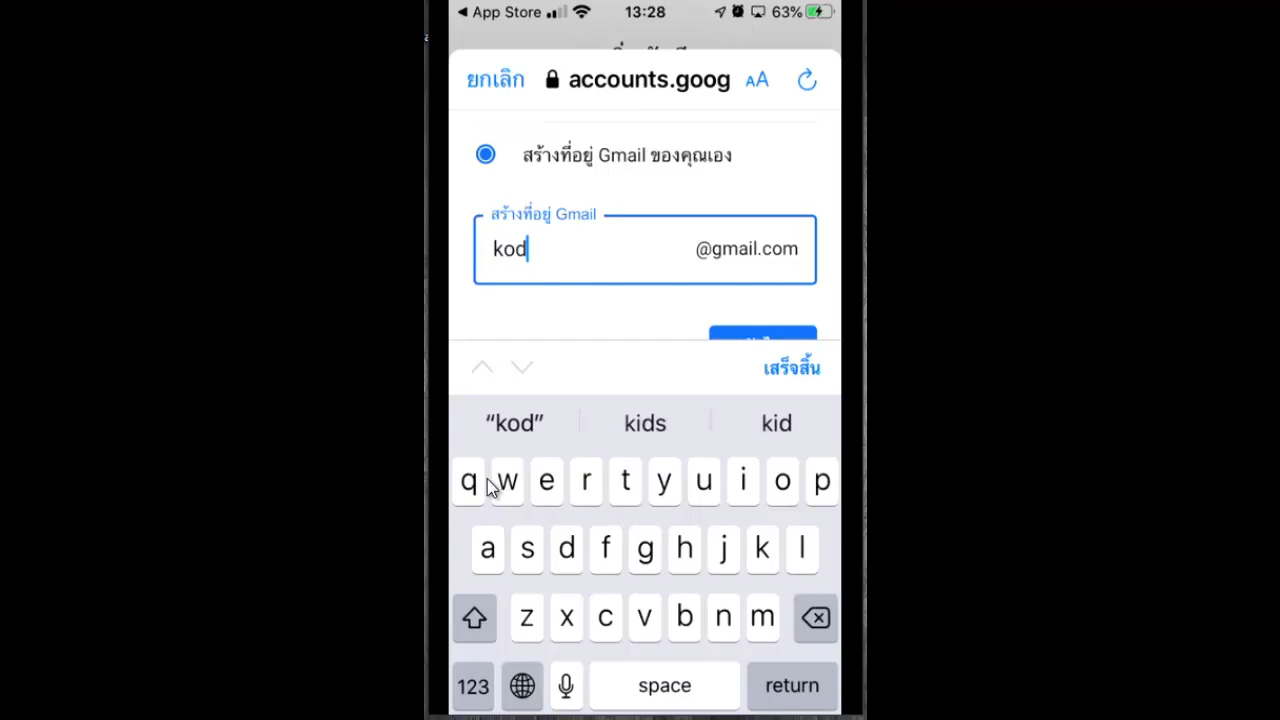 App Store 13:28 63%
ยกเลิก accounts.goog AA
สร้างที่อยู่ Gmail ของคุณเอง
สร้างที่อยู่ Gmail
kod @gmail.com
เสร็จสิ้น
“kod” kids kid
q w e r t y u i o p
a s d f g h j k l
z x c v b n m
123 space return